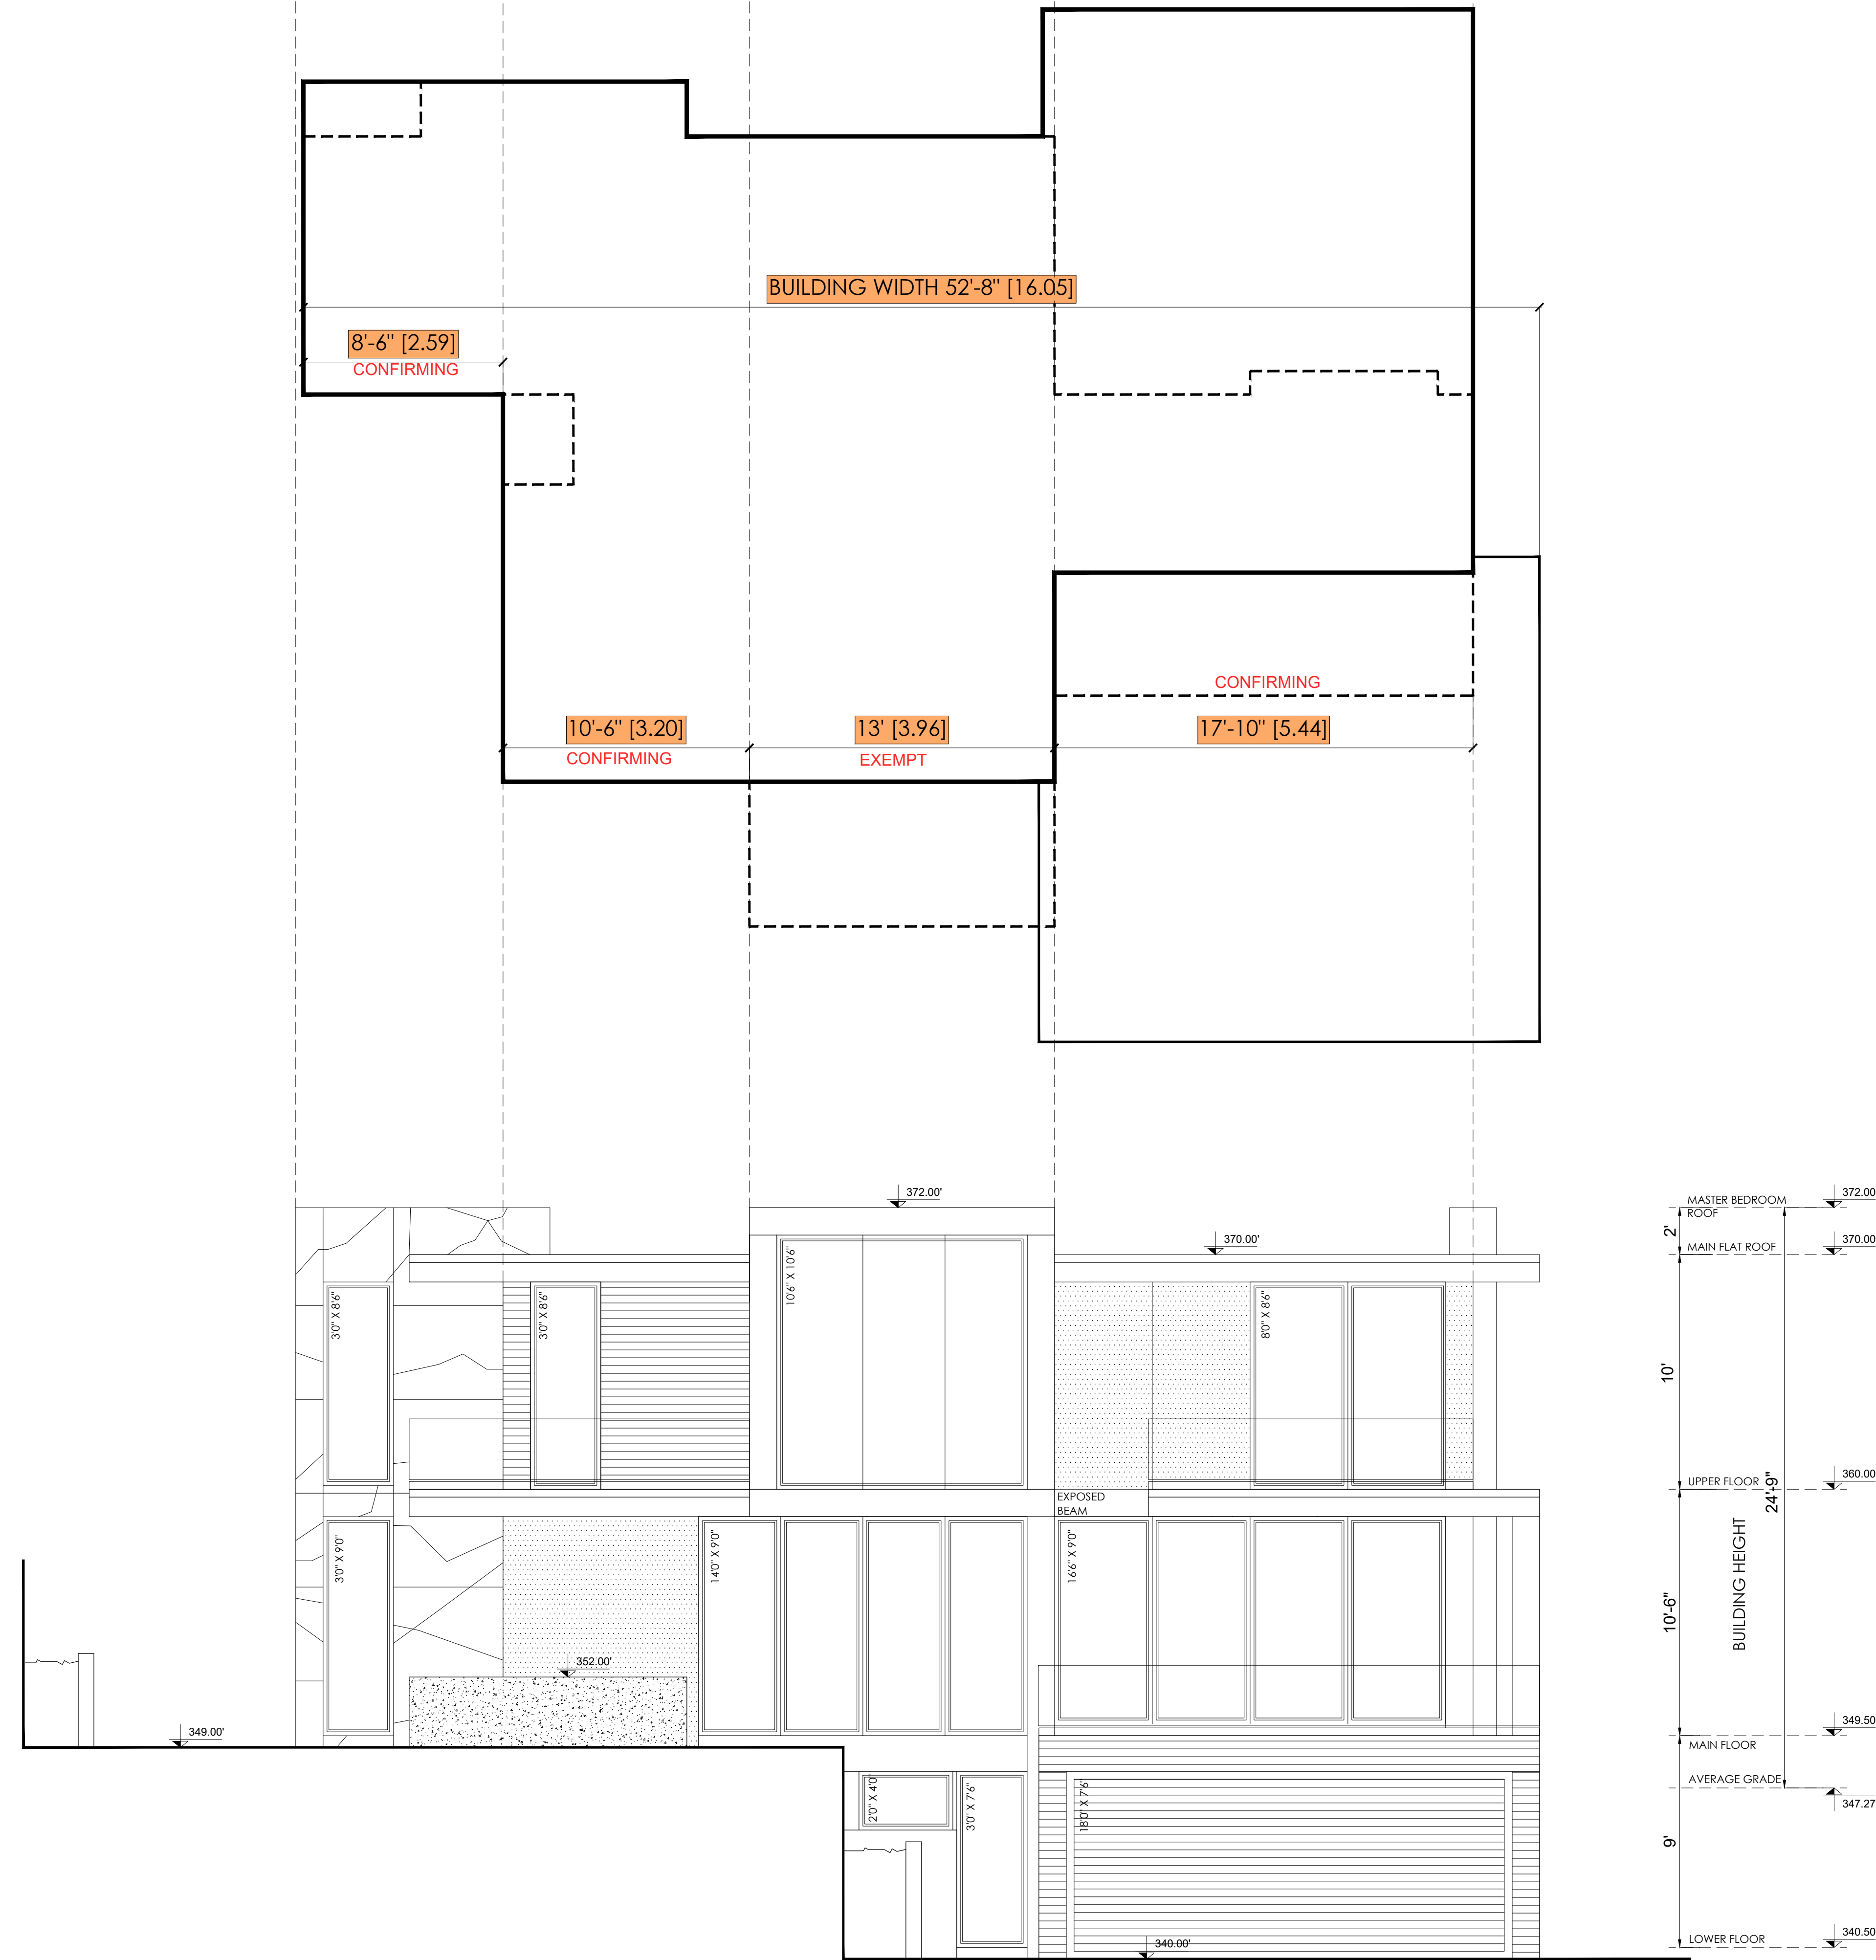 BUILDING WIDTH 52'-8" [16.05]
8'-6" [2.59]
CONFIRMING
CONFIRMING
10'-6" [3.20]
13' [3.96]
17'-10" [5.44]
CONFIRMING
EXEMPT
372.00'
370.00'
MASTER BEDROOM
ROOF
372.00
2'
MAIN FLAT ROOF
370.00
3'0" X 8'6"
3'0" X 8'6"
10'6" X 10'6"
8'0" X 8'6"
10'
UPPER FLOOR
360.00
24'-9"
EXPOSED
BEAM
3'0" X 9'0"
14'0" X 9'0"
16'6" X 9'0"
10'-6"
BUILDING HEIGHT
352.00'
349.00'
349.50
MAIN FLOOR
AVERAGE GRADE
347.27
2'0" X 4'0"
3'0" X 7'6"
18'0" X 7'6"
9'
340.00'
LOWER FLOOR
340.50